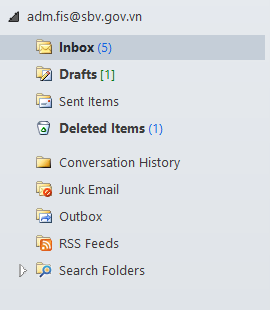 adm.fis@sbv.gov.vn
Inbox (5)
Drafts [1]
Sent Items
Deleted Items (1)
Conversation History
Junk Email
Outbox
RSS Feeds
Search Folders